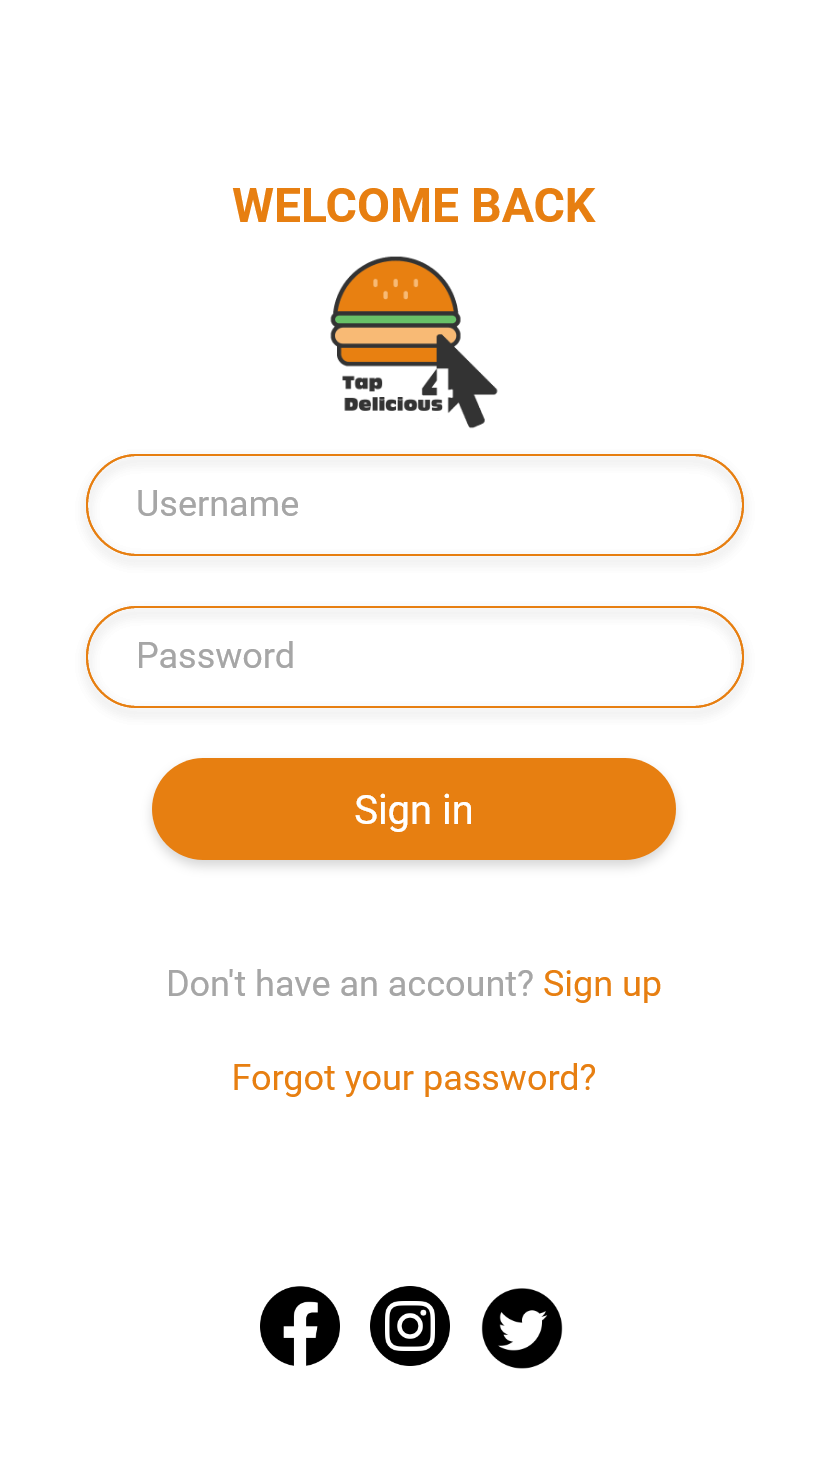 WELCOME BACK
Tap 4
Delicious
Username
Password
Sign in
Don't have an account? Sign up
Forgot your password?